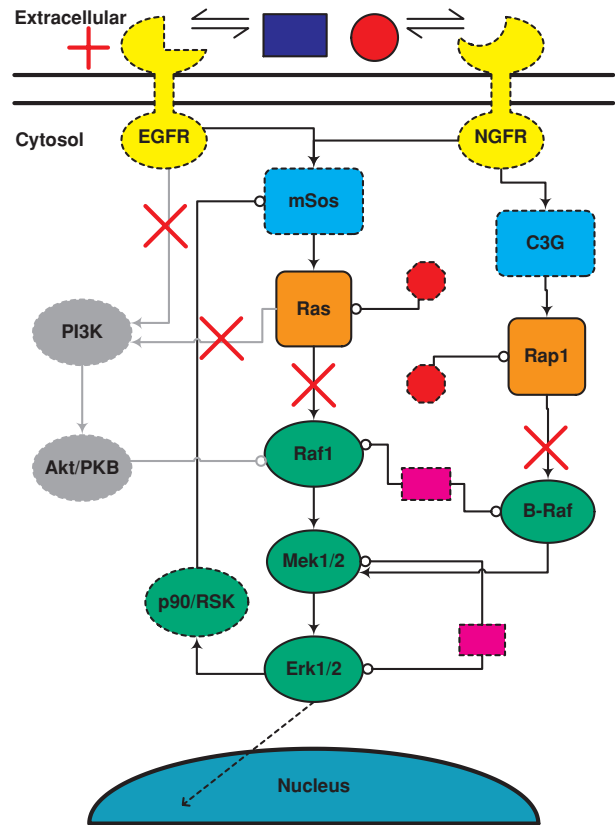 Extracellular
EGFR
NGFR
Cytosol
mSos
C3G
Ras
PI3K
Rap1
Raf1
Akt/PKB
B-Raf
Mek1/2
p90/RSK
Erk1/2
Nucleus